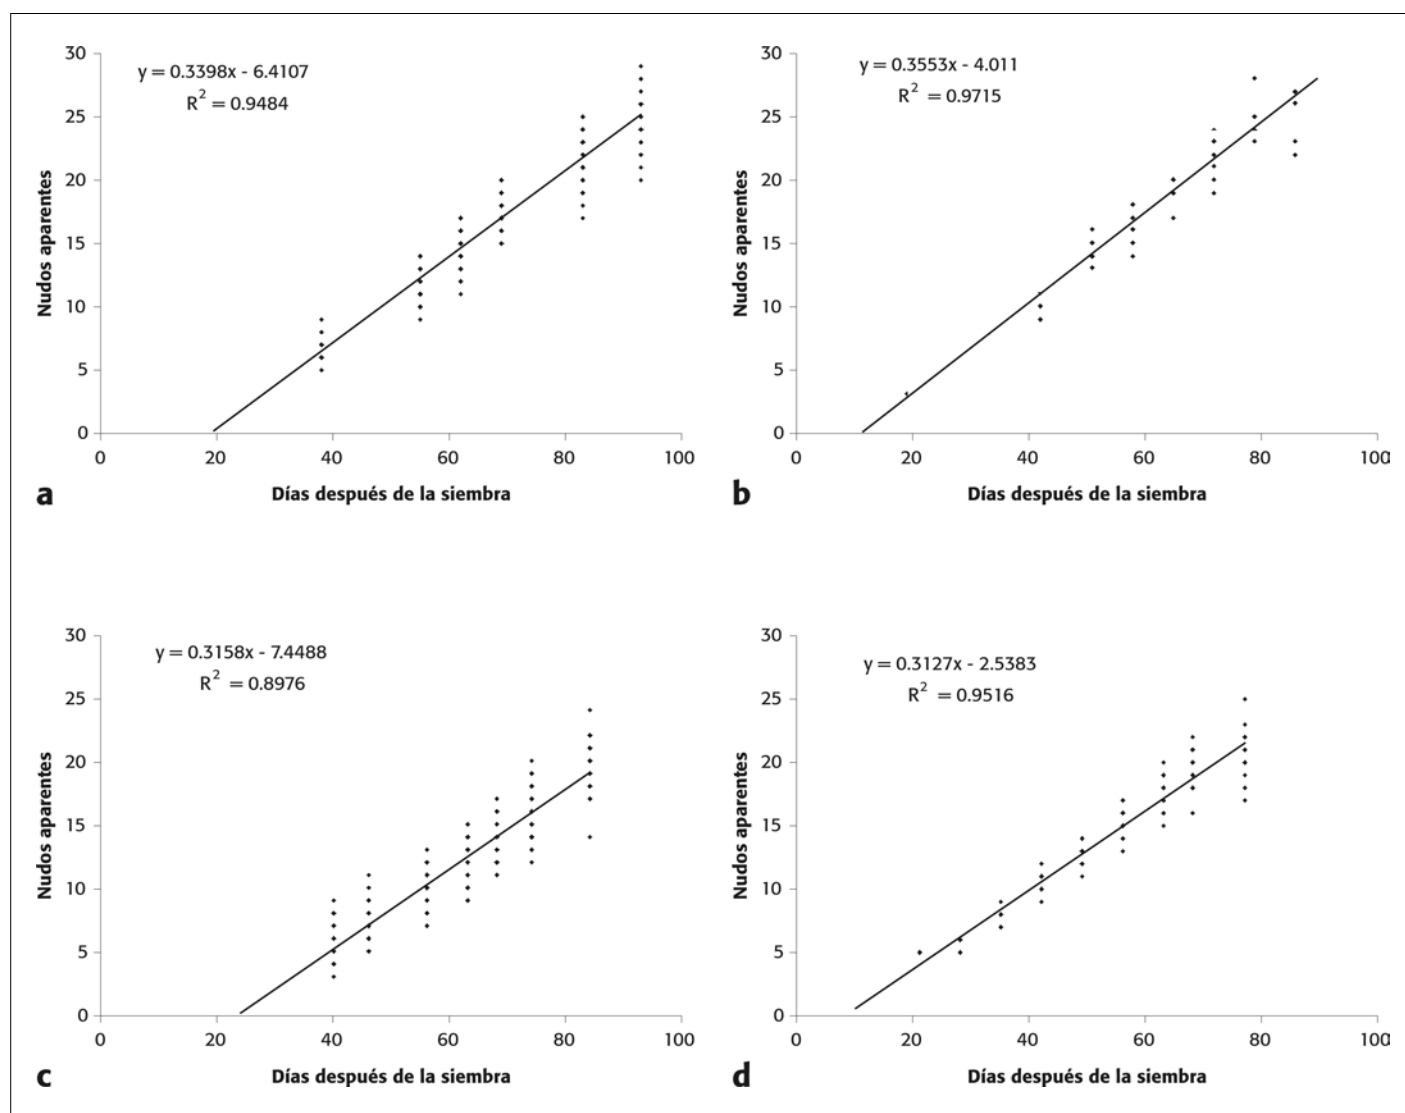 y = 0.3398x - 6.4107
R² = 0.9484
30
25
20
15
10
5
0
Nudos aparentes
0 20 40 60 80 100
Días después de la siembra
a
y = 0.3553x - 4.011
R² = 0.9715
30
25
20
15
10
5
0
Nudos aparentes
0 20 40 60 80 100
Días después de la siembra
b
y = 0.3158x - 7.4488
R² = 0.8976
30
25
20
15
10
5
0
Nudos aparentes
0 20 40 60 80 100
Días después de la siembra
c
y = 0.3127x - 2.5383
R² = 0.9516
30
25
20
15
10
5
0
Nudos aparentes
0 20 40 60 80 100
Días después de la siembra
d